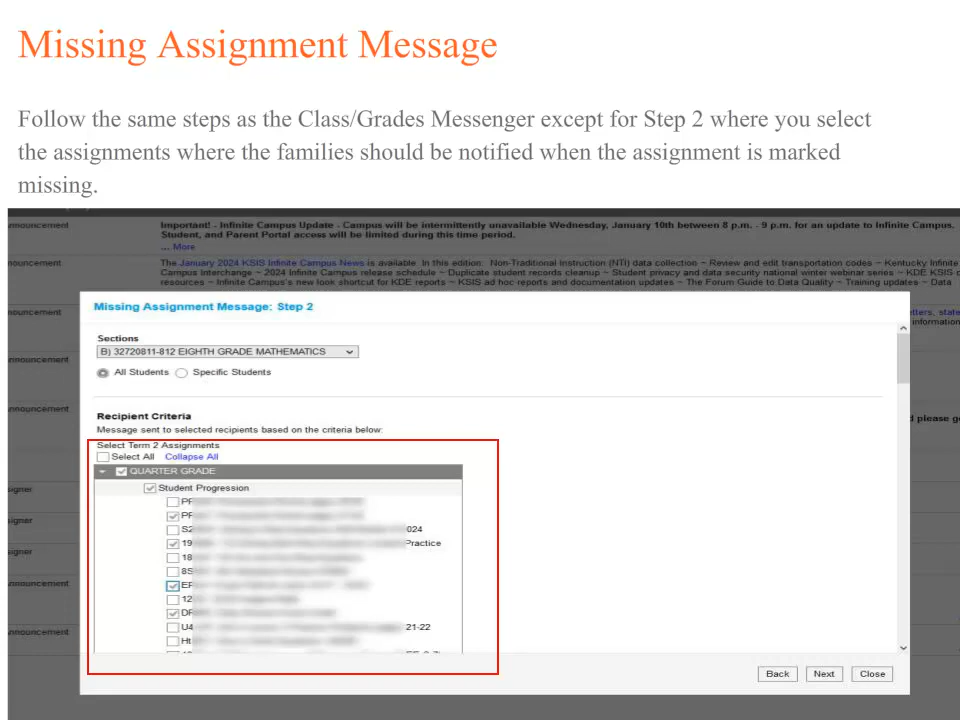 Missing Assignment Message
Follow the same steps as the Class/Grades Messenger except for Step 2 where you select
the assignments where the families should be notified when the assignment is marked
missing.
Announcement
Important! - Infinite Campus Update - Campus will be intermittently unavailable Wednesday, January 10th between 8 p.m. - 9 p.m. for an update to Infinite Campus.
Student, and Parent Portal access will be limited during this time period.
... More
The January 2024 KSIS Infinite Campus News is available. In this edition: Non-Traditional Instruction (NTI) data collection ~ Review and edit transportation codes ~ Kentucky Infinite
Campus Interchange ~ 2024 Infinite Campus release schedule ~ Duplicate student records cleanup ~ Student privacy and data security national winter webinar series ~ KDE KSIS
resources ~ Infinite Campus's new look shortcut for KDE reports ~ KSIS ad hoc reports and documentation updates ~ The Forum Guide to Data Quality ~ Training updates ~ Data
Missing Assignment Message: Step 2
information
Sections
B) 32720811-812 EIGHTH GRADE MATHEMATICS
All Students Specific Students
Recipient Criteria
Message sent to selected recipients based on the criteria below:
d please
Select Term 2 Assignments
Select All Collapse All
QUARTER GRADE
Student Progression
024
Practice
21-22
Back Next Close